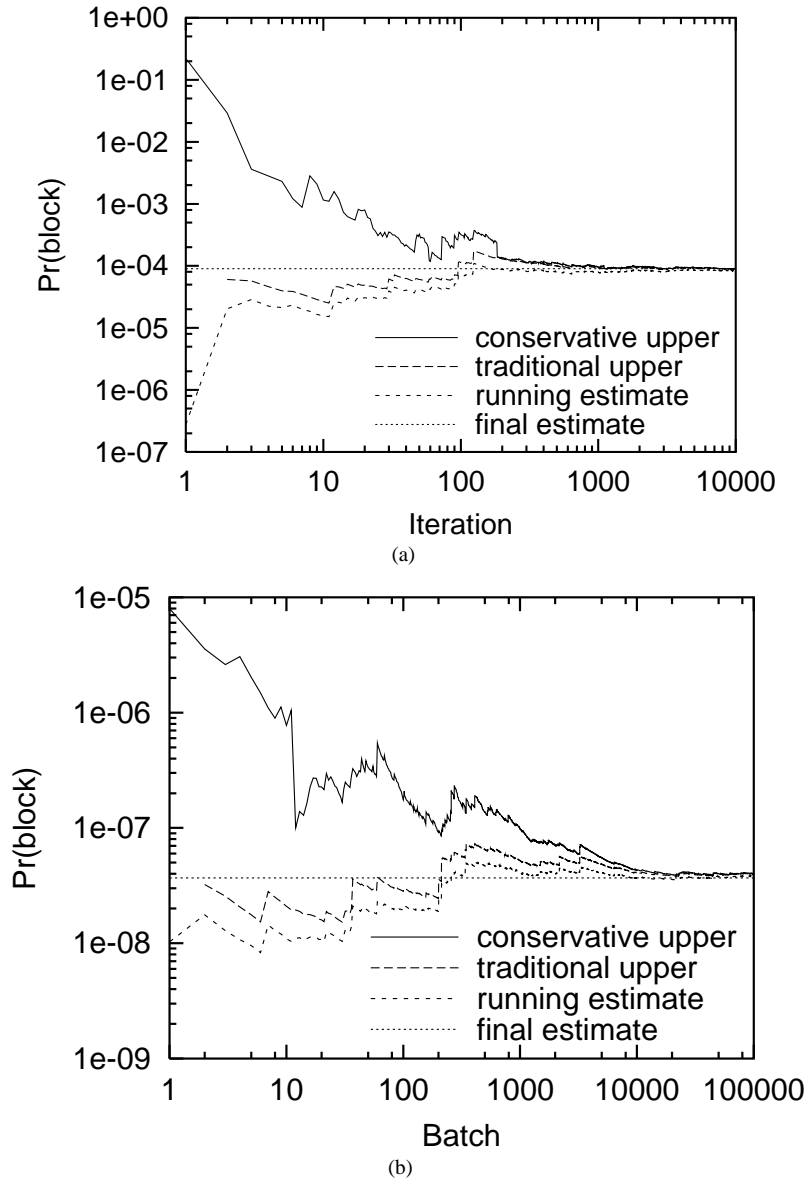 1e+00
1e-01
1e-02
1e-03
1e-04
1e-05
1e-06
1e-07
Pr(block)
conservative upper
traditional upper
running estimate
final estimate
1 10 100 1000 10000
Iteration
(a)
1e-05
1e-06
1e-07
1e-08
1e-09
Pr(block)
conservative upper
traditional upper
running estimate
final estimate
1 10 100 1000 10000 100000
Batch
(b)